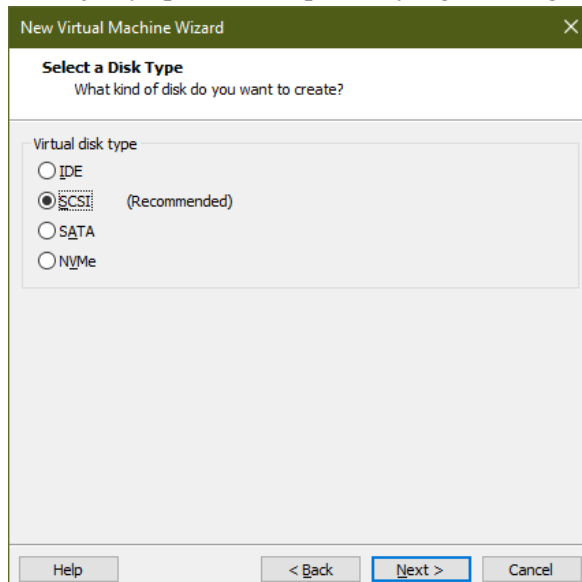 New Virtual Machine Wizard
Select a Disk Type
What kind of disk do you want to create?
Virtual disk type
IDE
SCSI (Recommended)
SATA
NVMe
Help < Back Next > Cancel